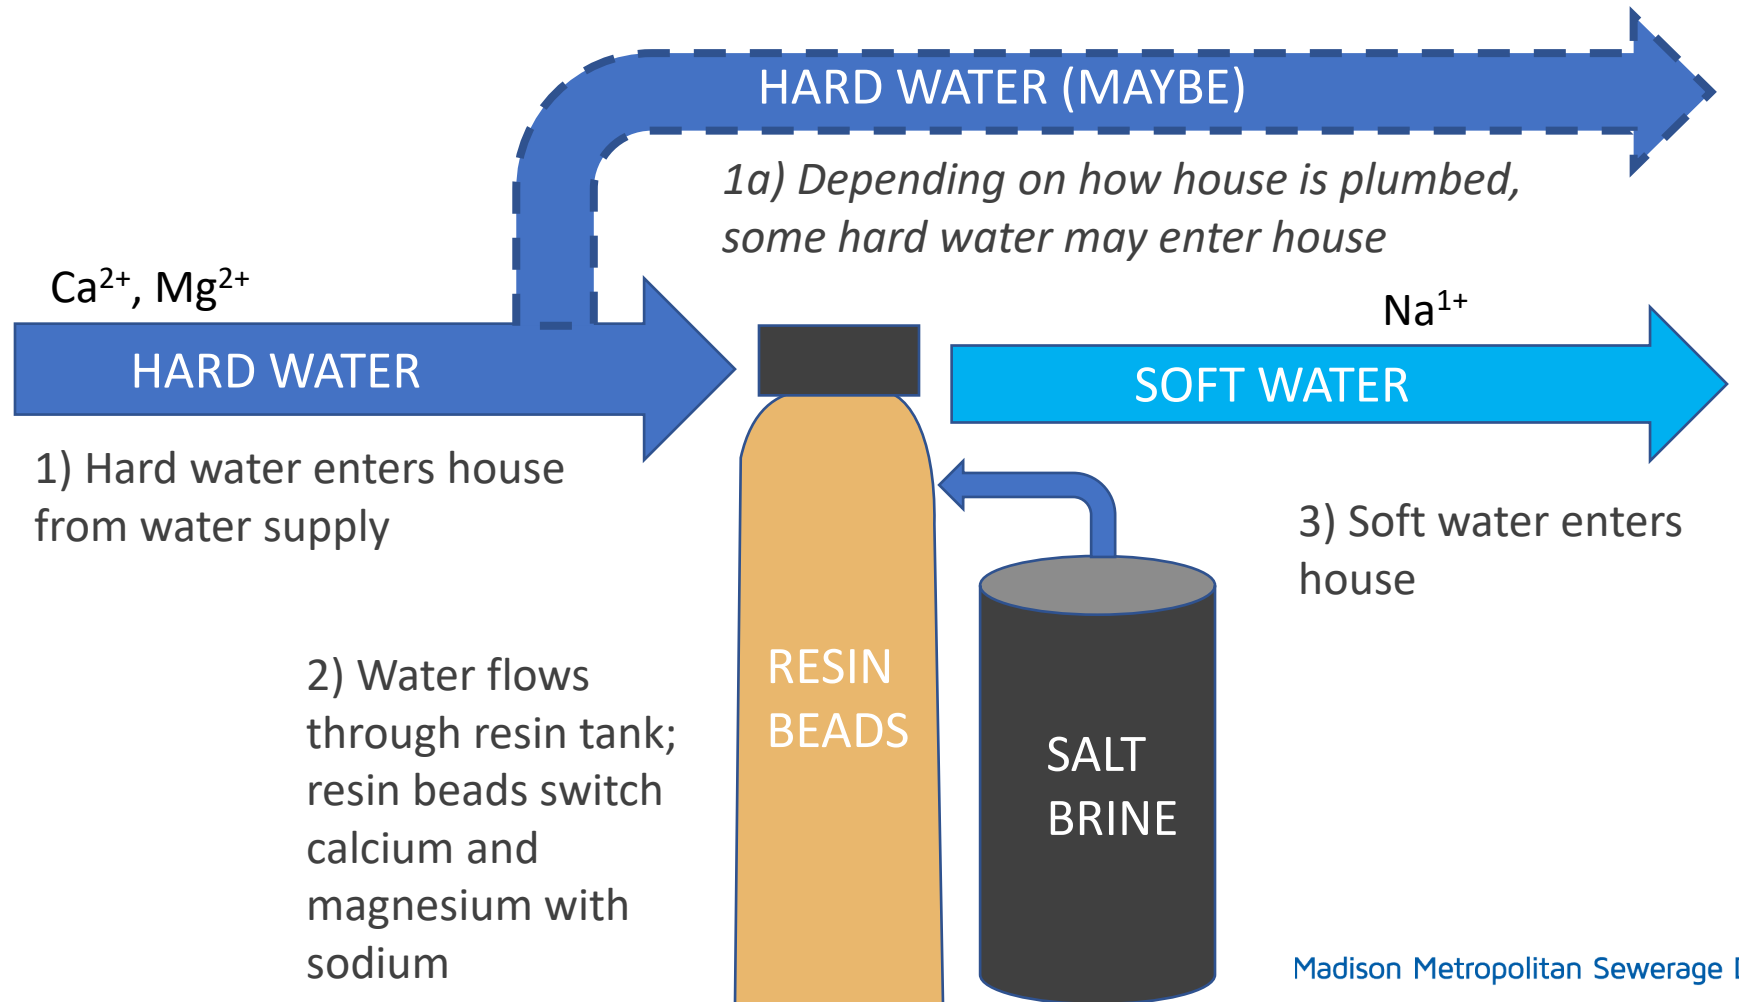 HARD WATER (MAYBE)
1a) Depending on how house is plumbed,
some hard water may enter house
Ca²⁺, Mg²⁺
HARD WATER
1) Hard water enters house
from water supply
Na¹⁺
SOFT WATER
3) Soft water enters
house
2) Water flows
through resin tank;
resin beads switch
calcium and
magnesium with
sodium
RESIN
BEADS
SALT
BRINE
Madison Metropolitan Sewerage